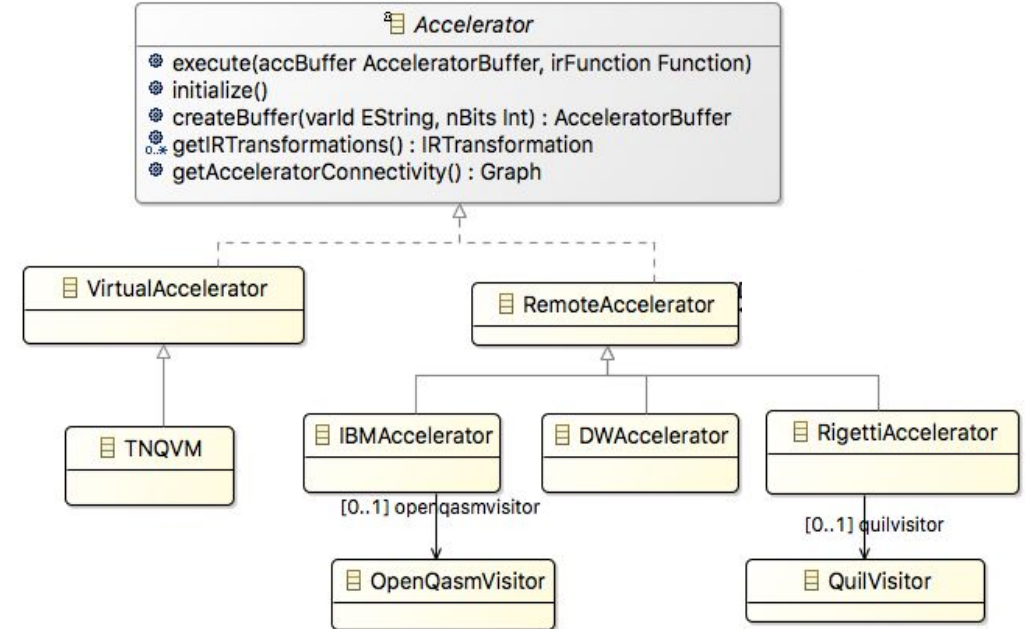 Accelerator
execute(accBuffer AcceleratorBuffer, irFunction Function)
initialize()
createBuffer(varId EString, nBits Int) : AcceleratorBuffer
0..* getIRTransformations() : IRTransformation
getAcceleratorConnectivity() : Graph
VirtualAccelerator
RemoteAccelerator
TNQVM
IBMAccelerator
DWAccelerator
RigettiAccelerator
[0..1] openqasmvisitor
[0..1] quilvisitor
OpenQasmVisitor
QuilVisitor